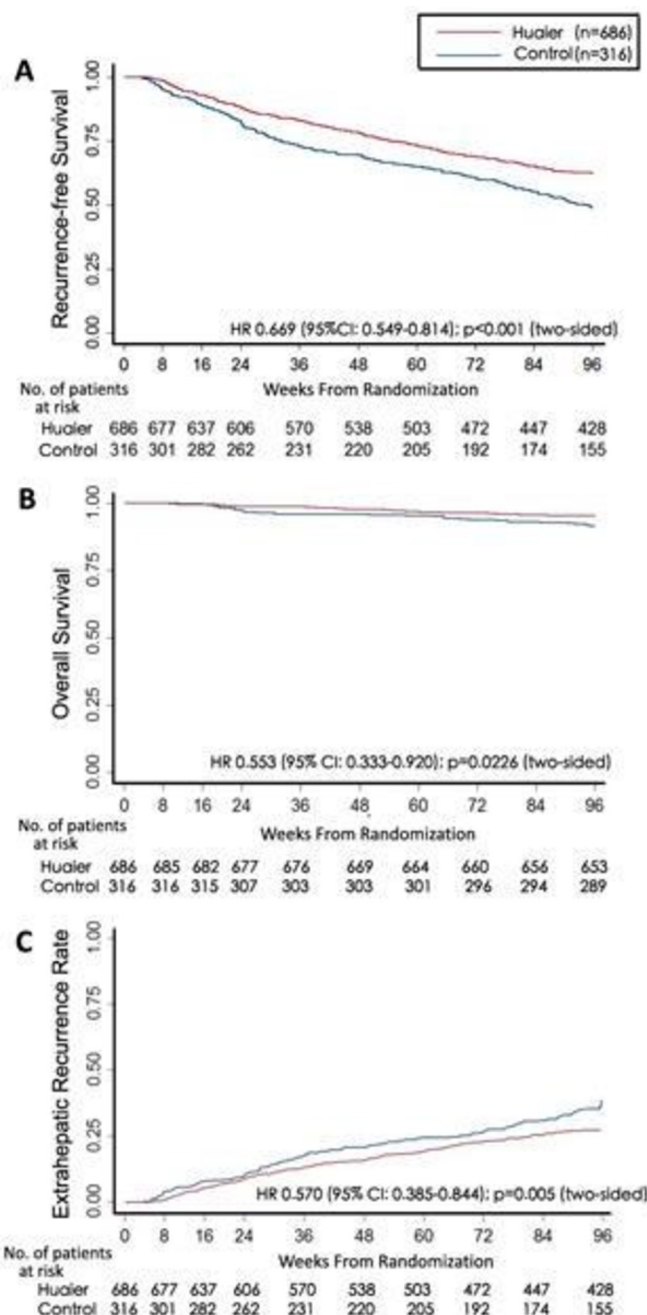 Huaier (n=686)
Control(n=316)
A
Recurrence-free Survival
1.00
0.75
0.50
0.25
0.00
HR 0.669 (95%CI: 0.549-0.814); p<0.001 (two-sided)
0 8 16 24 36 48 60 72 84 96
Weeks From Randomization
No. of patients
at risk
Huaier 686 677 637 606 570 538 503 472 447 428
Control 316 301 282 262 231 220 205 192 174 155
B
Overall Survival
1.00
0.75
0.50
0.25
0.00
HR 0.553 (95% CI: 0.333-0.920); p=0.0226 (two-sided)
0 8 16 24 36 48 60 72 84 96
Weeks From Randomization
No. of patients
at risk
Huaier 686 685 682 677 676 669 664 660 656 653
Control 316 316 315 307 303 303 301 296 294 289
C
Extrahepatic Recurrence Rate
1.00
0.75
0.50
0.25
0.00
HR 0.570 (95% CI: 0.385-0.844); p=0.005 (two-sided)
0 8 16 24 36 48 60 72 84 96
Weeks From Randomization
No. of patients
at risk
Huaier 686 677 637 606 570 538 503 472 447 428
Control 316 301 282 262 231 220 205 192 174 155